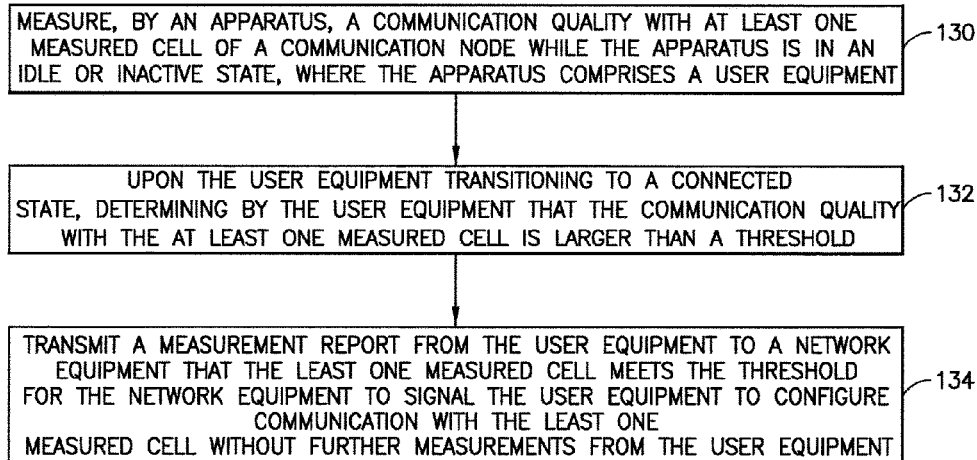 MEASURE, BY AN APPARATUS, A COMMUNICATION QUALITY WITH AT LEAST ONE
MEASURED CELL OF A COMMUNICATION NODE WHILE THE APPARATUS IS IN AN
IDLE OR INACTIVE STATE, WHERE THE APPARATUS COMPRISES A USER EQUIPMENT
130
UPON THE USER EQUIPMENT TRANSITIONING TO A CONNECTED
STATE, DETERMINING BY THE USER EQUIPMENT THAT THE COMMUNICATION QUALITY
WITH THE AT LEAST ONE MEASURED CELL IS LARGER THAN A THRESHOLD
132
TRANSMIT A MEASUREMENT REPORT FROM THE USER EQUIPMENT TO A NETWORK
EQUIPMENT THAT THE LEAST ONE MEASURED CELL MEETS THE THRESHOLD
FOR THE NETWORK EQUIPMENT TO SIGNAL THE USER EQUIPMENT TO CONFIGURE
COMMUNICATION WITH THE LEAST ONE
MEASURED CELL WITHOUT FURTHER MEASUREMENTS FROM THE USER EQUIPMENT
134